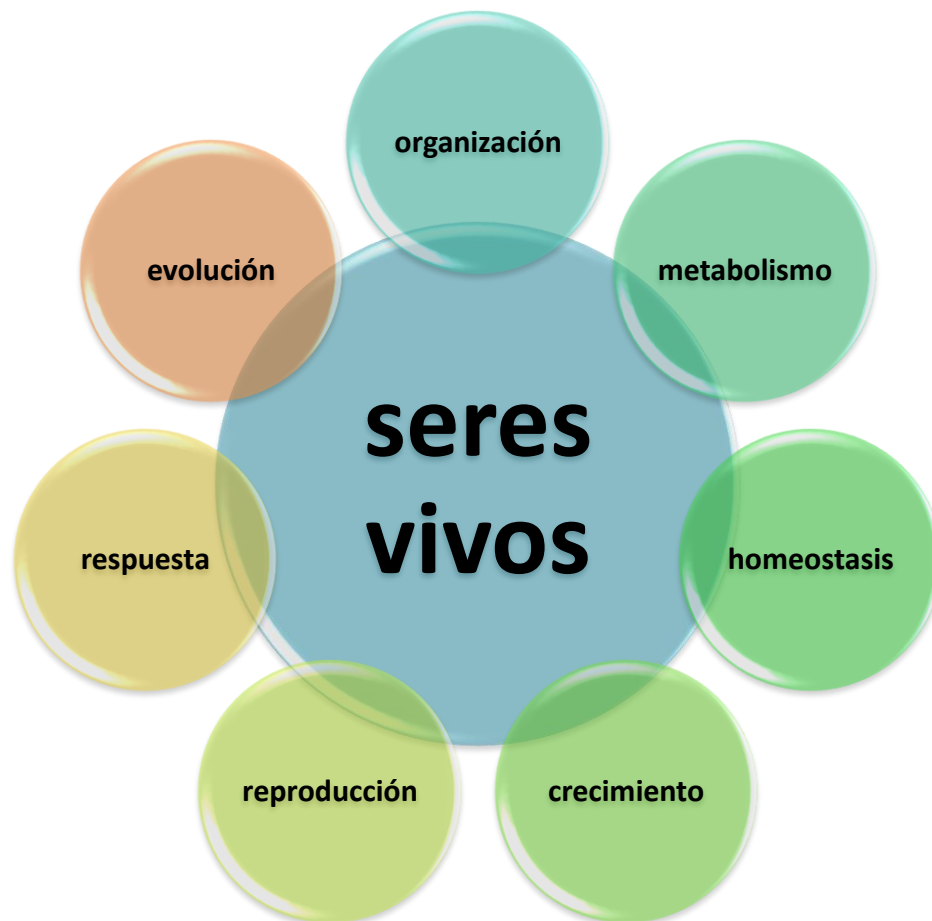 organización
evolución
metabolismo
seres
vivos
respuesta
homeostasis
reproducción
crecimiento